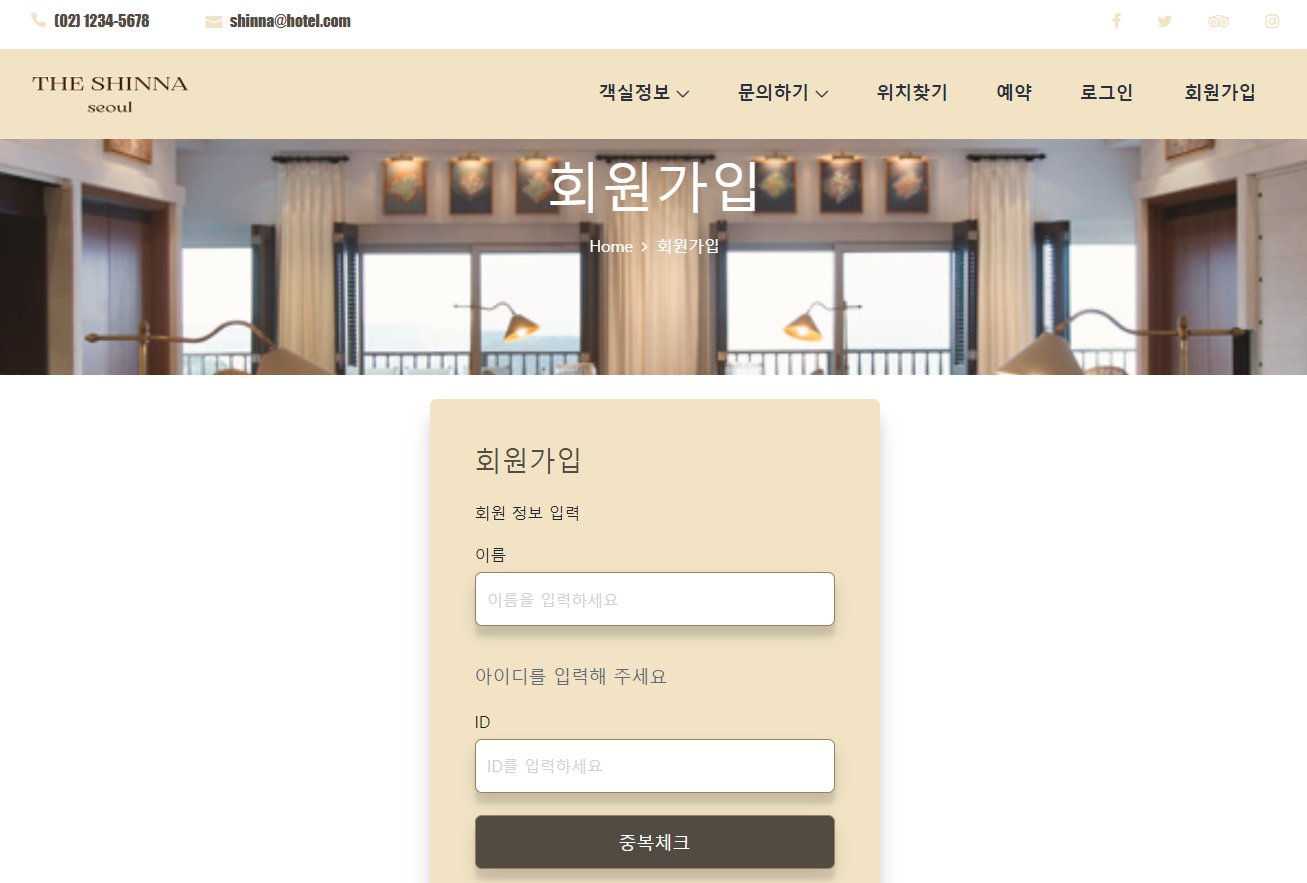 (02) 1234-5678 shinna@hotel.com
THE SHINNA
seoul
객실정보 문의하기 위치찾기 예약 로그인 회원가입
회원가입
Home > 회원가입
회원가입
회원 정보 입력
이름
이름을 입력하세요
아이디를 입력해 주세요
ID
ID를 입력하세요
중복체크